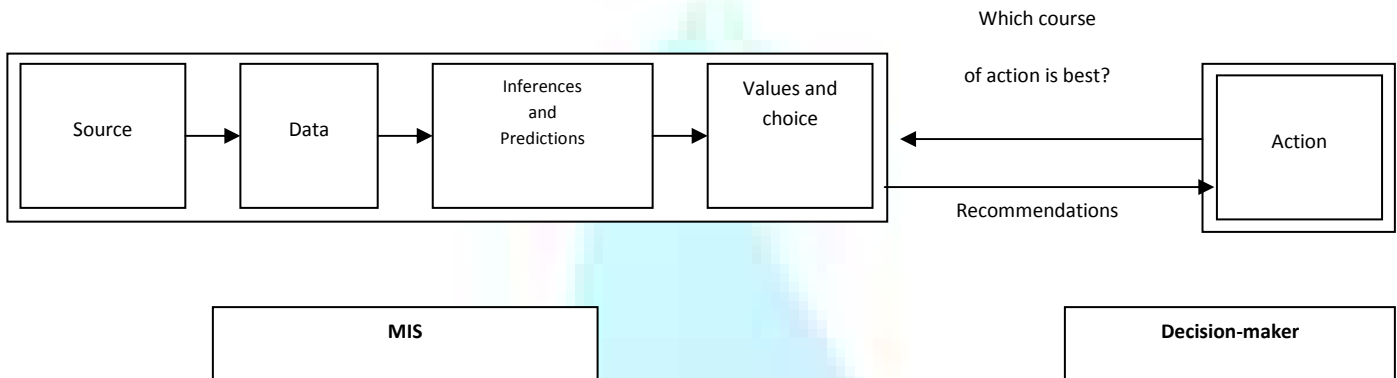 Which course
of action is best?
Source
Data
Inferences
and
Predictions
Values and
choice
Action
Recommendations
MIS
Decision-maker